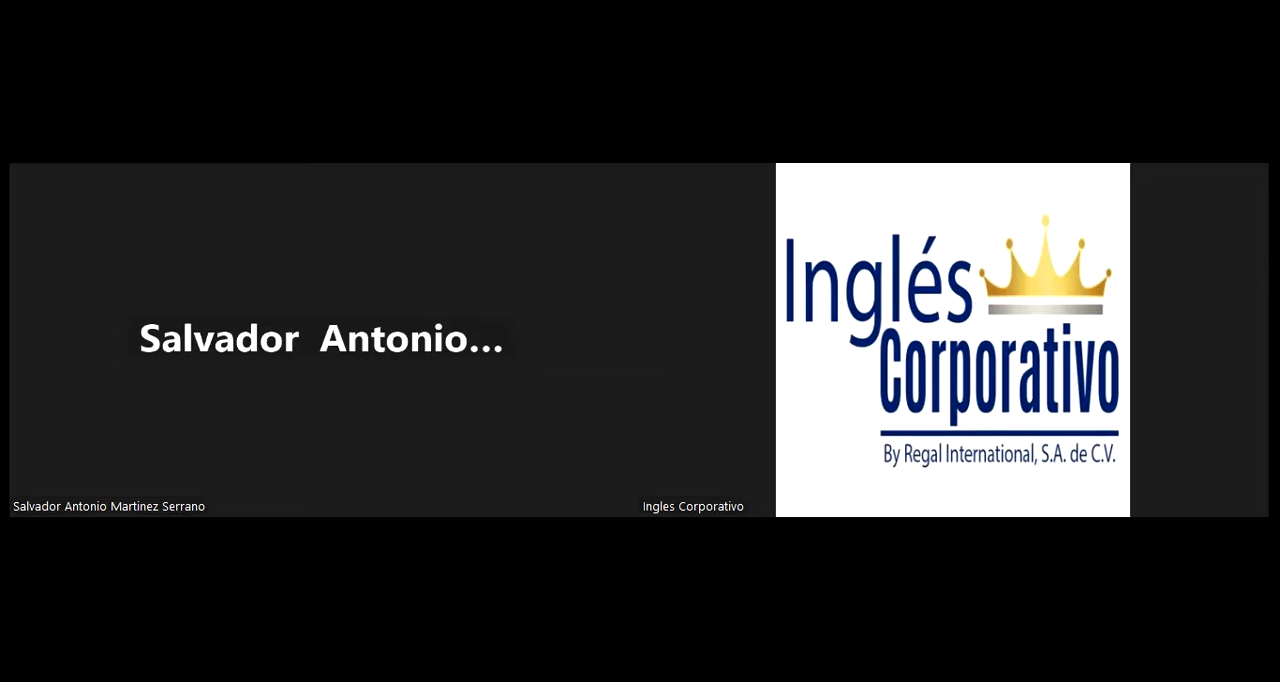 Salvador  Antonio...
Salvador Antonio Martinez Serrano
Inglés
Corporativo
By Regal International, S.A. de C.V.
Ingles Corporativo